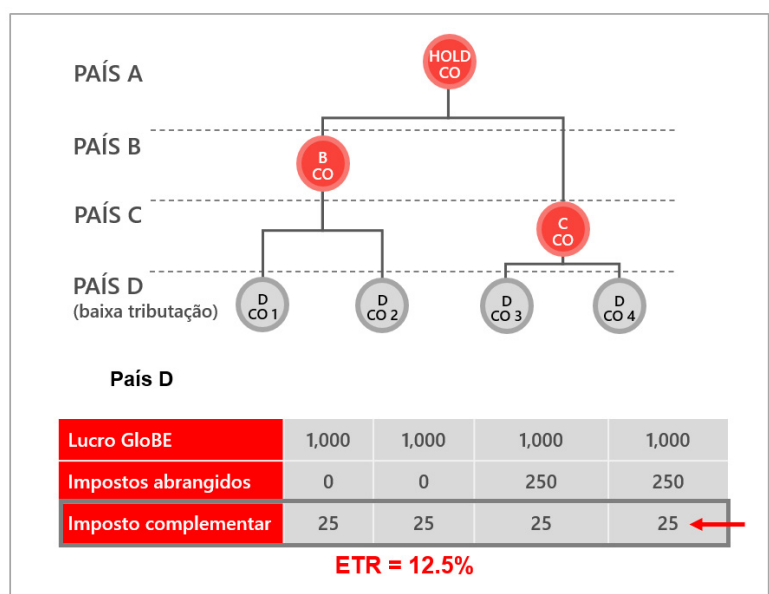 HOLD
CO
PAÍS A
PAÍS B
B
CO
PAÍS C
C
CO
PAÍS D
(baixa tributação)
D
CO 1
D
CO 2
D
CO 3
D
CO 4
País D
Lucro GloBE 1,000 1,000 1,000 1,000
Impostos abrangidos 0 0 250 250
Imposto complementar 25 25 25 25
ETR = 12.5%